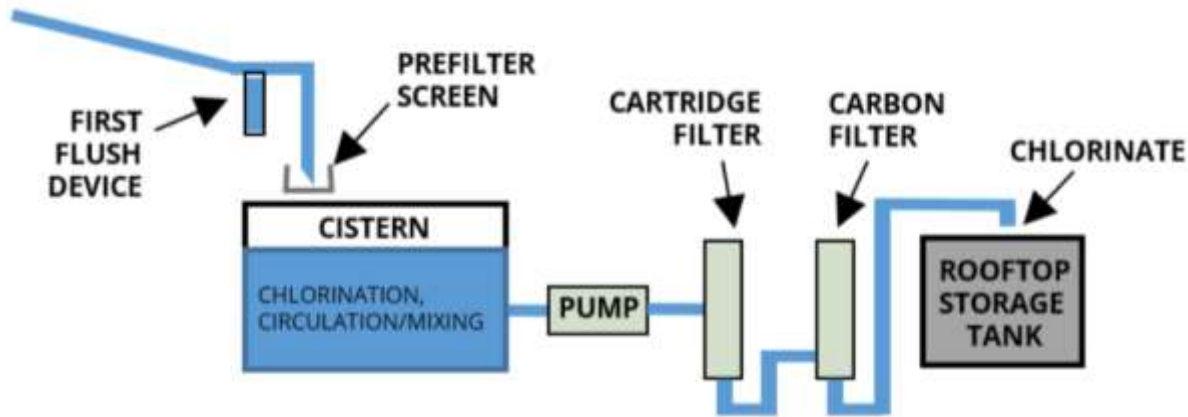 FIRST
FLUSH
DEVICE
PREFILTER
SCREEN
CISTERN
CHLORINATION,
CIRCULATION/MIXING
PUMP
CARTRIDGE
FILTER
CARBON
FILTER
CHLORINATE
ROOFTOP
STORAGE
TANK